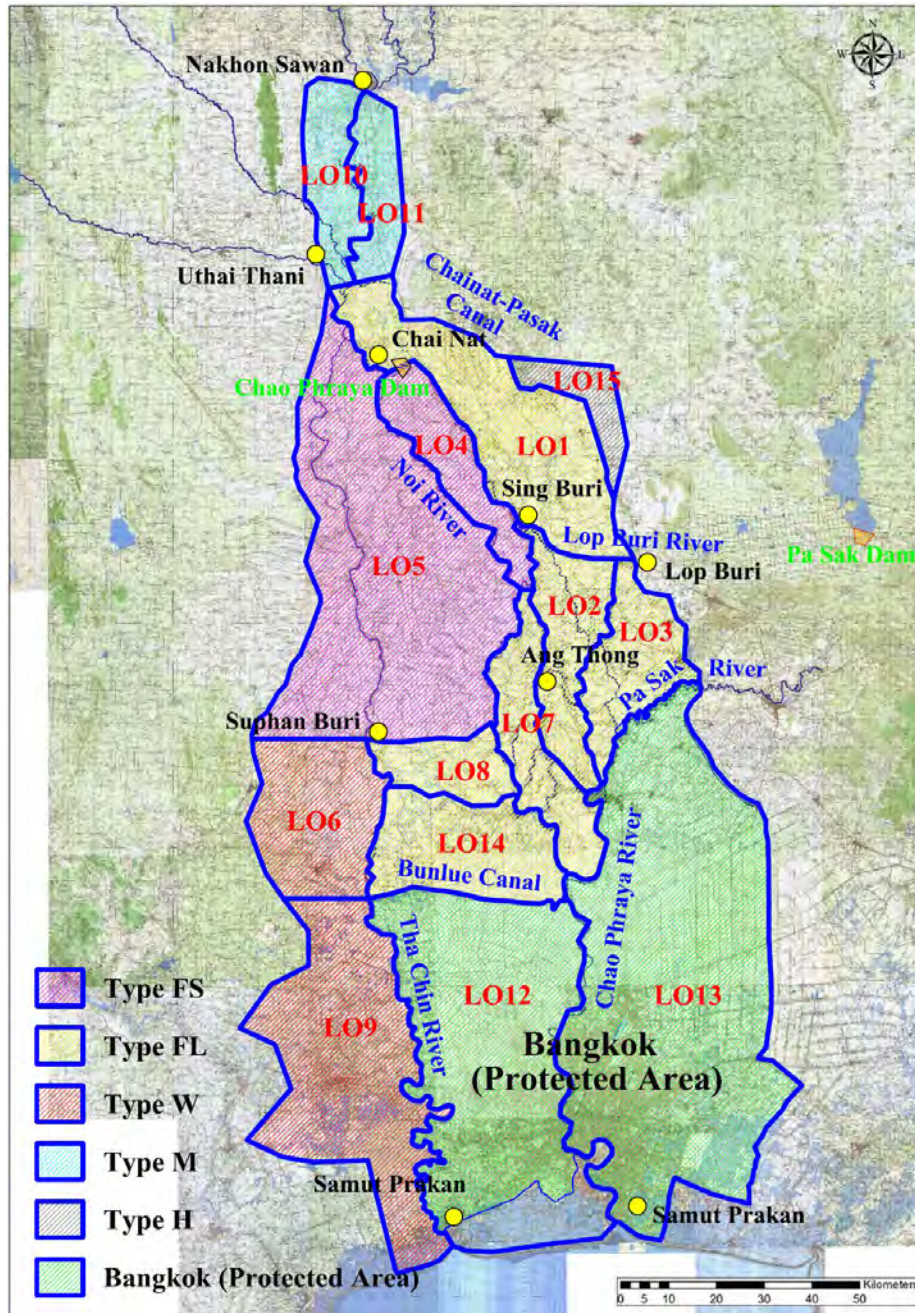 N
W
E
S
Nakhon Sawan
LO10
LO11
Uthai Thani
Chainat-Pasak
Canal
Chai Nat
Chao Phraya Dam
LO15
LO4
LO1
Noi River
Sing Buri
Lop Buri River
Pa Sak Dam
Lop Buri
LO5
LO2
LO3
Ang Thong
Pa Sak River
Suphan Buri
LO7
LO8
LO6
LO14
Bunlue Canal
Chao Phraya River
Tha Chin River
LO12
LO13
LO9
Bangkok
(Protected Area)
Samut Prakan
Samut Prakan
Type FS
Type FL
Type W
Type M
Type H
Bangkok (Protected Area)
Kilometers
0 5 10 20 30 40 50